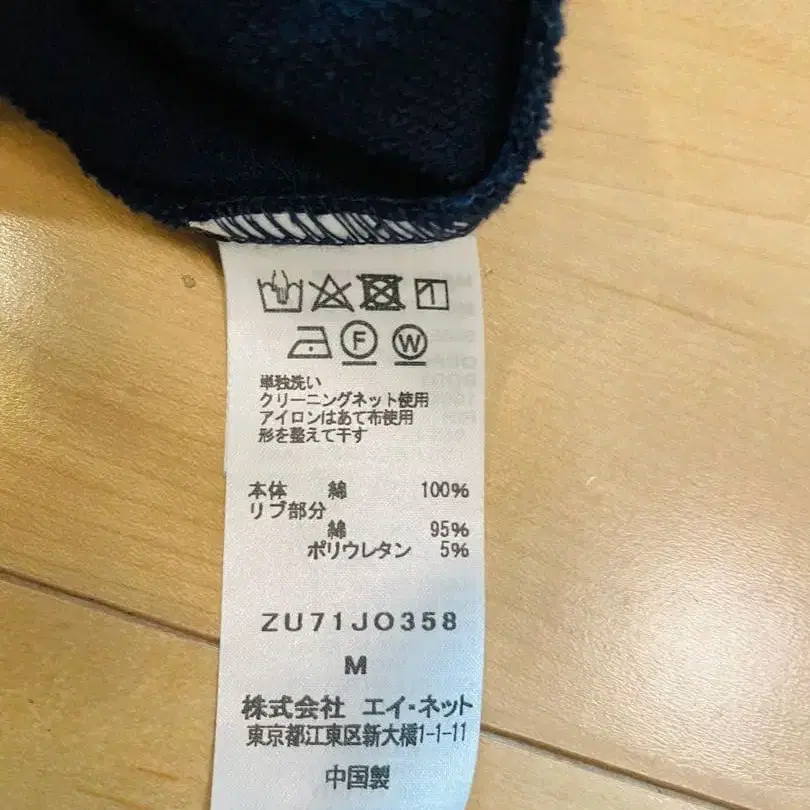 F W
単独洗い
クリーニングネット使用
アイロンはあて布使用
形を整えて干す
本体 綿 100%
リブ部分
綿 95%
ポリウレタン 5%
ZU71JO358
M
株式会社 エイ・ネット
東京都江東区新大橋1-1-11
中国製